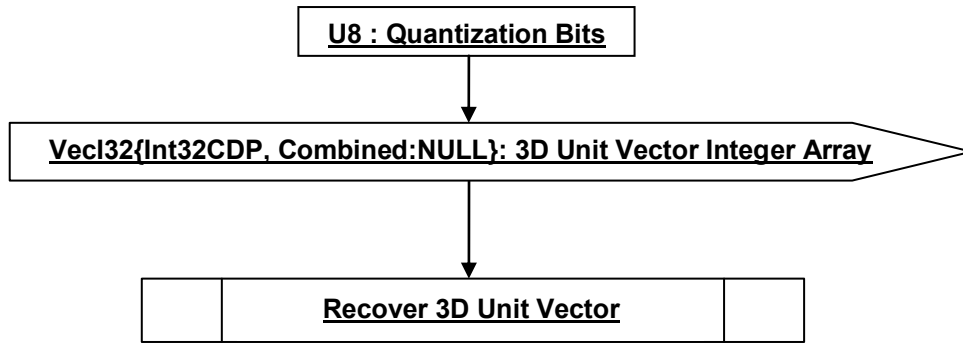 U8 : Quantization Bits
VecI32{Int32CDP, Combined:NULL}: 3D Unit Vector Integer Array
Recover 3D Unit Vector